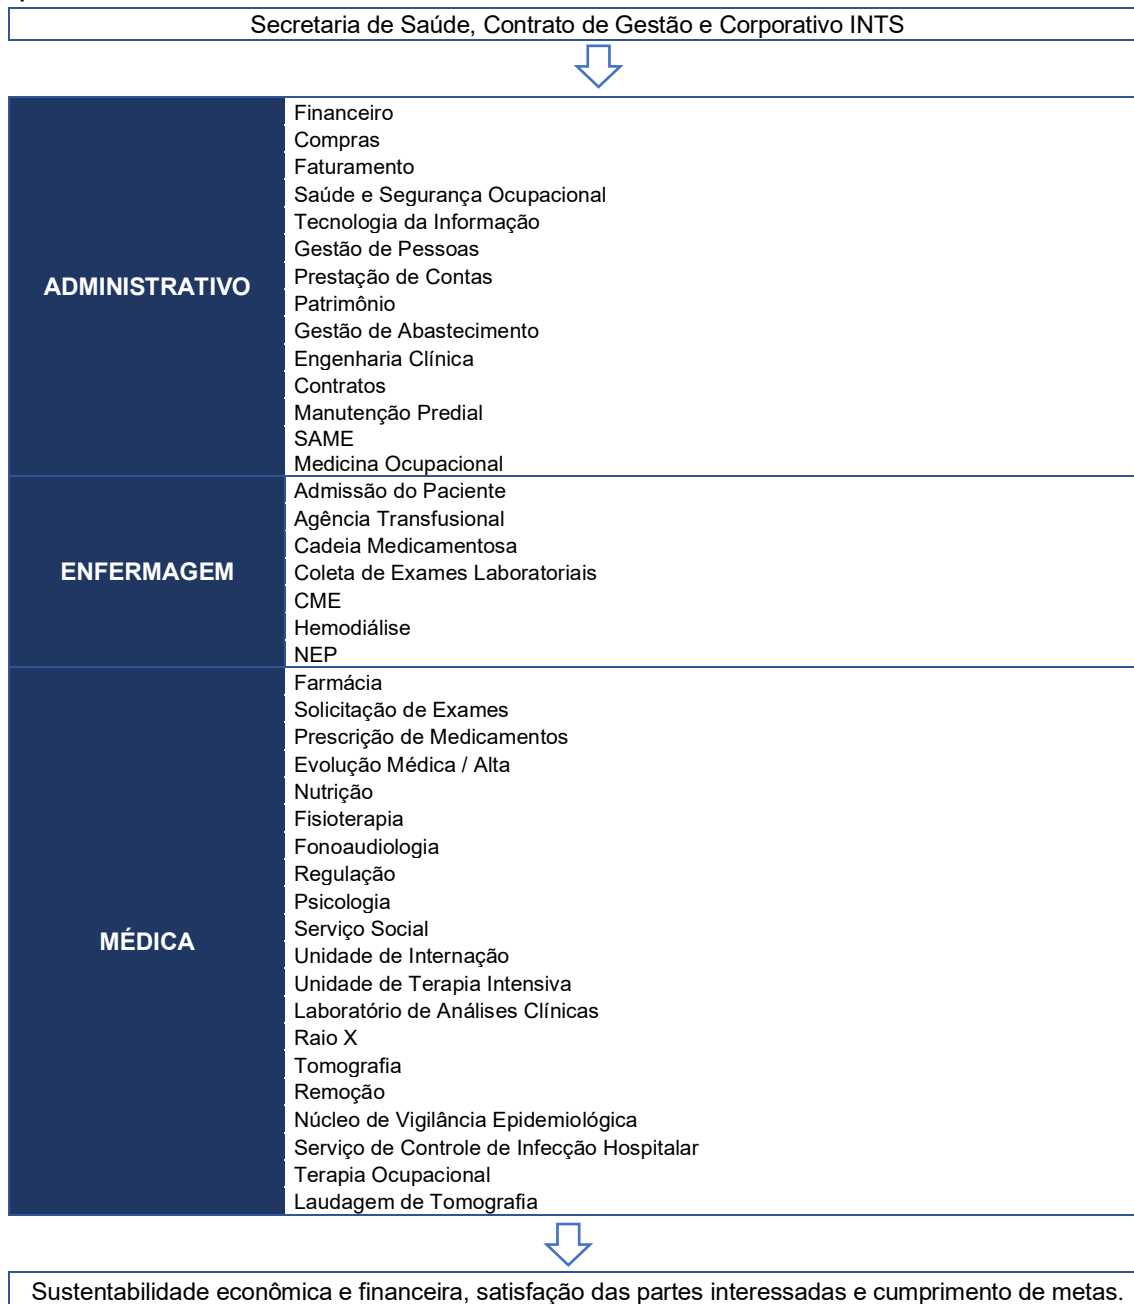 Secretaria de Saúde, Contrato de Gestão e Corporativo INTS
ADMINISTRATIVO
Financeiro
Compras
Faturamento
Saúde e Segurança Ocupacional
Tecnologia da Informação
Gestão de Pessoas
Prestação de Contas
Patrimônio
Gestão de Abastecimento
Engenharia Clínica
Contratos
Manutenção Predial
SAME
Medicina Ocupacional
ENFERMAGEM
Admissão do Paciente
Agência Transfusional
Cadeia Medicamentosa
Coleta de Exames Laboratoriais
CME
Hemodiálise
NEP
MÉDICA
Farmácia
Solicitação de Exames
Prescrição de Medicamentos
Evolução Médica / Alta
Nutrição
Fisioterapia
Fonoaudiologia
Regulação
Psicologia
Serviço Social
Unidade de Internação
Unidade de Terapia Intensiva
Laboratório de Análises Clínicas
Raio X
Tomografia
Remoção
Núcleo de Vigilância Epidemiológica
Serviço de Controle de Infecção Hospitalar
Terapia Ocupacional
Laudagem de Tomografia
Sustentabilidade econômica e financeira, satisfação das partes interessadas e cumprimento de metas.